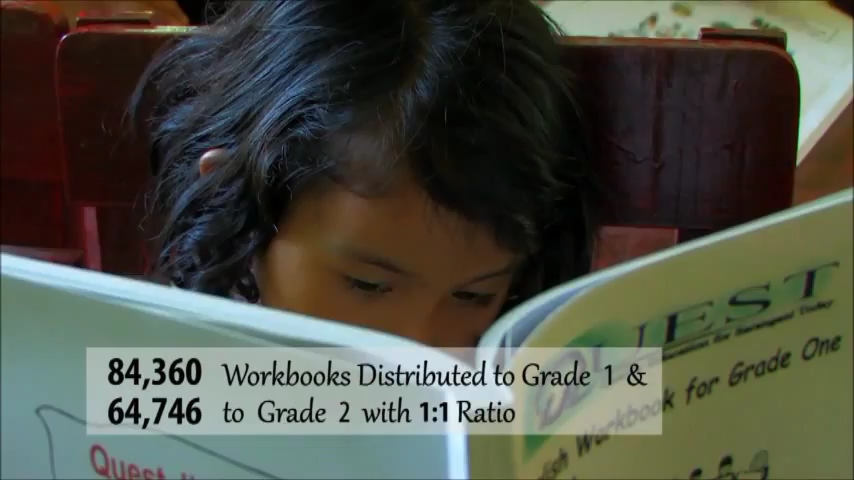 QUEST
Workbook for Grade One
84,360 Workbooks Distributed to Grade 1 &
64,746 to Grade 2 with 1:1 Ratio
Quest